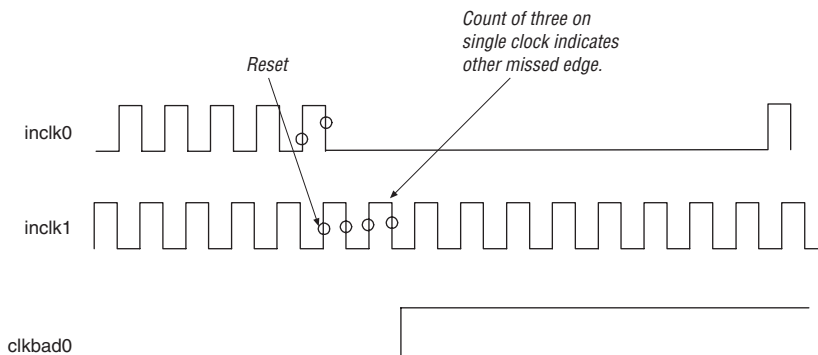 Count of three on
single clock indicates
other missed edge.
Reset
inclk0
inclk1
clkbad0